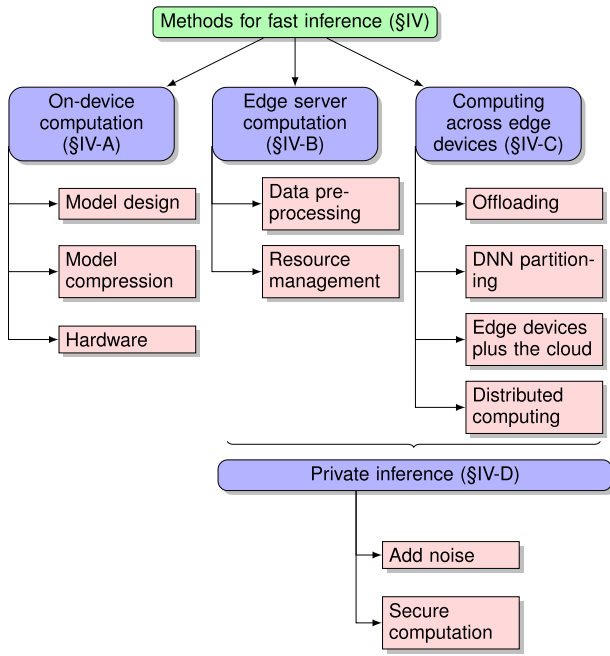 Methods for fast inference (§IV)
On-device
computation
(§IV-A)
Model design
Model
compression
Hardware
Edge server
computation
(§IV-B)
Data pre-
processing
Resource
management
Computing
across edge
devices (§IV-C)
Offloading
DNN partition-
ing
Edge devices
plus the cloud
Distributed
computing
Private inference (§IV-D)
Add noise
Secure
computation